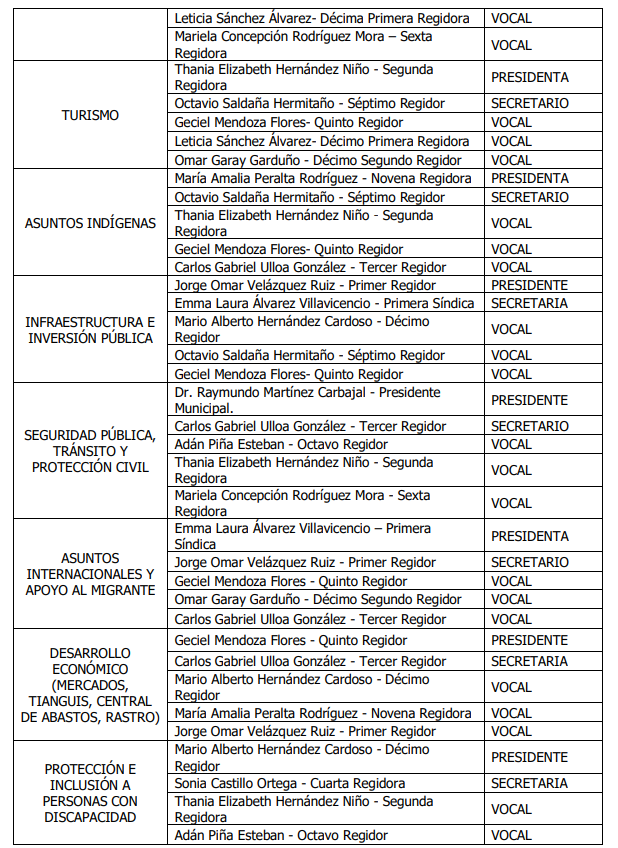 Leticia Sánchez Álvarez- Décima Primera Regidora VOCAL
Mariela Concepción Rodríguez Mora – Sexta
Regidora
VOCAL
TURISMO
Thania Elizabeth Hernández Niño - Segunda
Regidora
PRESIDENTA
Octavio Saldaña Hermitaño - Séptimo Regidor SECRETARIO
Geciel Mendoza Flores- Quinto Regidor VOCAL
Leticia Sánchez Álvarez- Décimo Primera Regidora VOCAL
Omar Garay Garduño - Décimo Segundo Regidor VOCAL
ASUNTOS INDÍGENAS
María Amalia Peralta Rodríguez - Novena Regidora PRESIDENTA
Octavio Saldaña Hermitaño - Séptimo Regidor SECRETARIO
Thania Elizabeth Hernández Niño - Segunda
Regidora
VOCAL
Geciel Mendoza Flores- Quinto Regidor VOCAL
Carlos Gabriel Ulloa González - Tercer Regidor VOCAL
INFRAESTRUCTURA E
INVERSIÓN PÚBLICA
Jorge Omar Velázquez Ruiz - Primer Regidor PRESIDENTE
Emma Laura Álvarez Villavicencio - Primera Síndica SECRETARIA
Mario Alberto Hernández Cardoso - Décimo
Regidor
VOCAL
Octavio Saldaña Hermitaño - Séptimo Regidor VOCAL
Geciel Mendoza Flores- Quinto Regidor VOCAL
SEGURIDAD PÚBLICA,
TRÁNSITO Y
PROTECCIÓN CIVIL
Dr. Raymundo Martínez Carbajal - Presidente
Municipal.
PRESIDENTE
Carlos Gabriel Ulloa González - Tercer Regidor SECRETARIO
Adán Piña Esteban - Octavo Regidor VOCAL
Thania Elizabeth Hernández Niño - Segunda
Regidora
VOCAL
Mariela Concepción Rodríguez Mora - Sexta
Regidora
VOCAL
ASUNTOS
INTERNACIONALES Y
APOYO AL MIGRANTE
Emma Laura Álvarez Villavicencio – Primera
Síndica
PRESIDENTA
Jorge Omar Velázquez Ruiz - Primer Regidor SECRETARIO
Geciel Mendoza Flores - Quinto Regidor VOCAL
Omar Garay Garduño - Décimo Segundo Regidor VOCAL
Carlos Gabriel Ulloa González - Tercer Regidor VOCAL
DESARROLLO
ECONÓMICO
(MERCADOS,
TIANGUIS, CENTRAL
DE ABASTOS, RASTRO)
Geciel Mendoza Flores - Quinto Regidor PRESIDENTE
Carlos Gabriel Ulloa González - Tercer Regidor SECRETARIA
Mario Alberto Hernández Cardoso - Décimo
Regidor
VOCAL
María Amalia Peralta Rodríguez - Novena Regidora VOCAL
Jorge Omar Velázquez Ruiz - Primer Regidor VOCAL
PROTECCIÓN E
INCLUSIÓN A
PERSONAS CON
DISCAPACIDAD
Mario Alberto Hernández Cardoso - Décimo
Regidor
PRESIDENTE
Sonia Castillo Ortega - Cuarta Regidora SECRETARIA
Thania Elizabeth Hernández Niño - Segunda
Regidora
VOCAL
Adán Piña Esteban - Octavo Regidor VOCAL